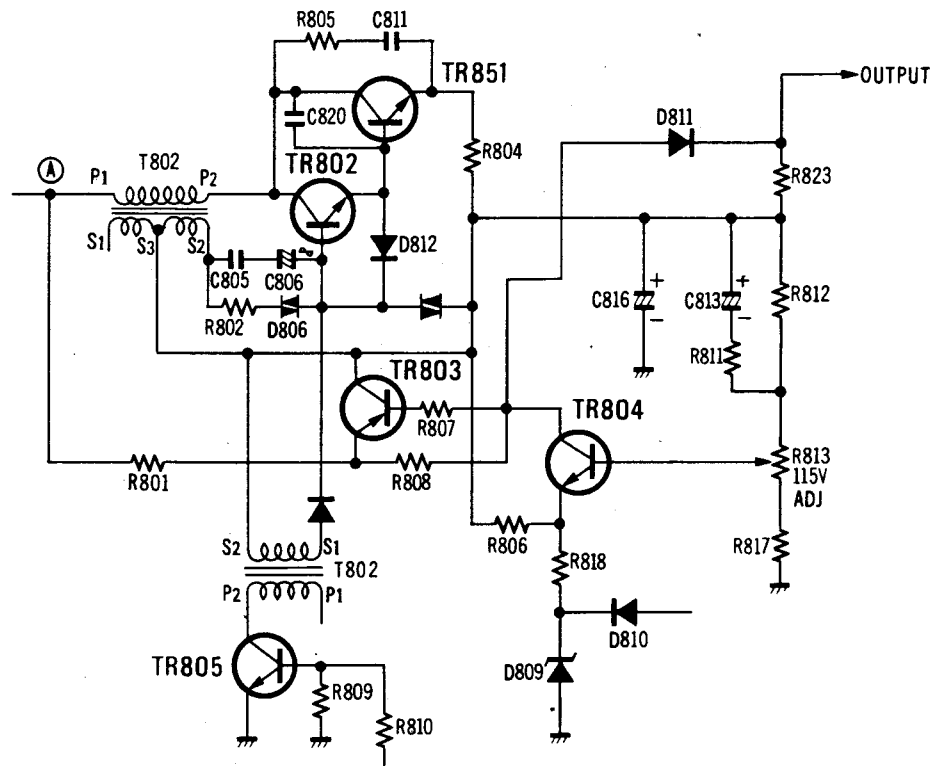 R805
C811
TR851
OUTPUT
C820
D811
A
T802
P1
P2
TR802
R804
R823
S1
S3
S2
D812
C805
C806
+
+
C816
C813
R812
R802
D806
−
−
R811
TR803
TR804
R807
R813
115V
ADJ
R801
R808
R806
R817
S2
S1
R818
T802
P2
P1
D810
TR805
D809
R809
R810